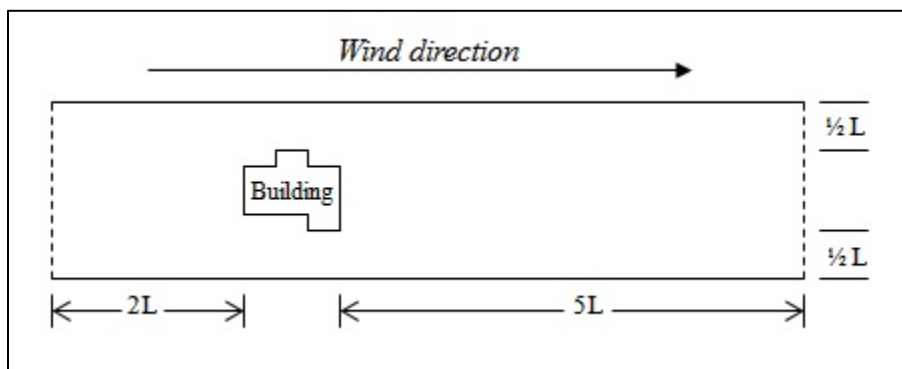 Wind direction
½ L
Building
½ L
2L
5L